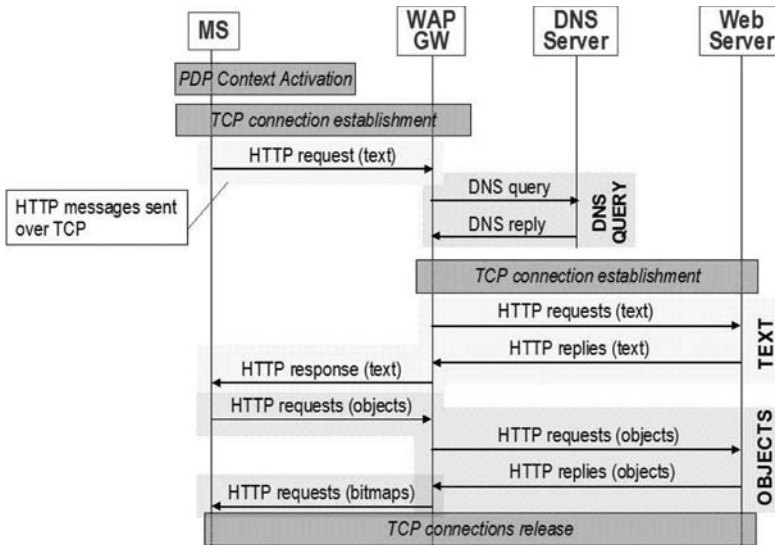 MS
WAP
GW
DNS
Server
Web
Server
PDP Context Activation
TCP connection establishment
HTTP request (text)
HTTP messages sent
over TCP
DNS query
DNS reply
DNS
QUERY
TCP connection establishment
HTTP requests (text)
HTTP replies (text)
TEXT
HTTP response (text)
HTTP requests (objects)
HTTP requests (objects)
HTTP replies (objects)
OBJECTS
HTTP requests (bitmaps)
TCP connections release